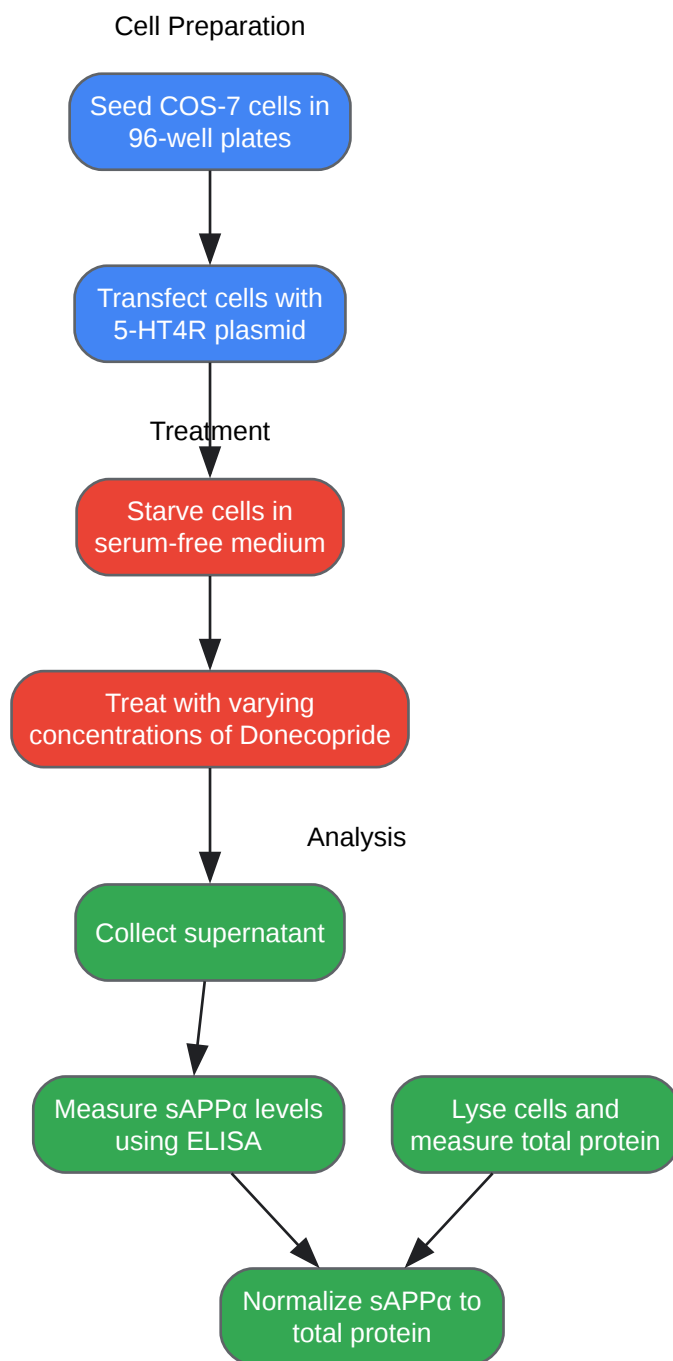 Cell Preparation
Seed COS-7 cells in
96-well plates
Transfect cells with
5-HT4R plasmid
Treatment
Starve cells in
serum-free medium
Treat with varying
concentrations of Donecopride
Analysis
Collect supernatant
Measure sAPPα levels
using ELISA
Lyse cells and
measure total protein
Normalize sAPPα to
total protein